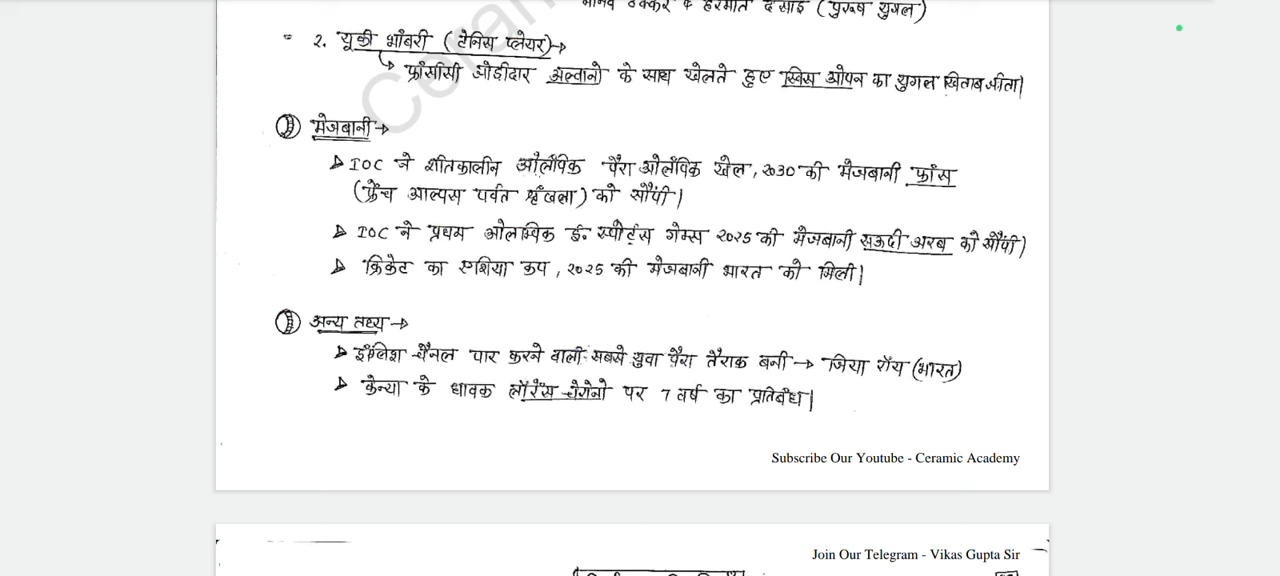 मानव ठक्कर व हरमीत देसाई (पुरुष युगल)
2. यूकी भांबरी (टेनिस प्लेयर)→
↳ फ्रांसीसी जोड़ीदार अल्वानो के साथ खेलते हुए स्विस ओपन का युगल खिताब जीता|
मेजबानी→
➤ IOC ने शीतकालीन ओलंपिक पैरा ओलंपिक खेल, 2030 की मेजबानी फ्रांस
(फ्रेंच आल्पस पर्वत श्रृंखला) को सौंपी|
➤ IOC ने प्रथम ओलम्पिक ई. स्पोर्ट्स गेम्स 2025 की मेजबानी सऊदी अरब को सौंपी)
➤ क्रिकेट का एशिया कप, 2025 की मेजबानी भारत को मिली|
अन्य तथ्य→
➤ इंग्लिश चैनल पार करने वाली सबसे युवा पैरा तैराक बनी → जिया रॉय (भारत)
➤ केन्या के धावक लॉरेंस चेरोनो पर 7 वर्ष का प्रतिबंध|
Ceram
Subscribe Our Youtube - Ceramic Academy
Join Our Telegram - Vikas Gupta Sir